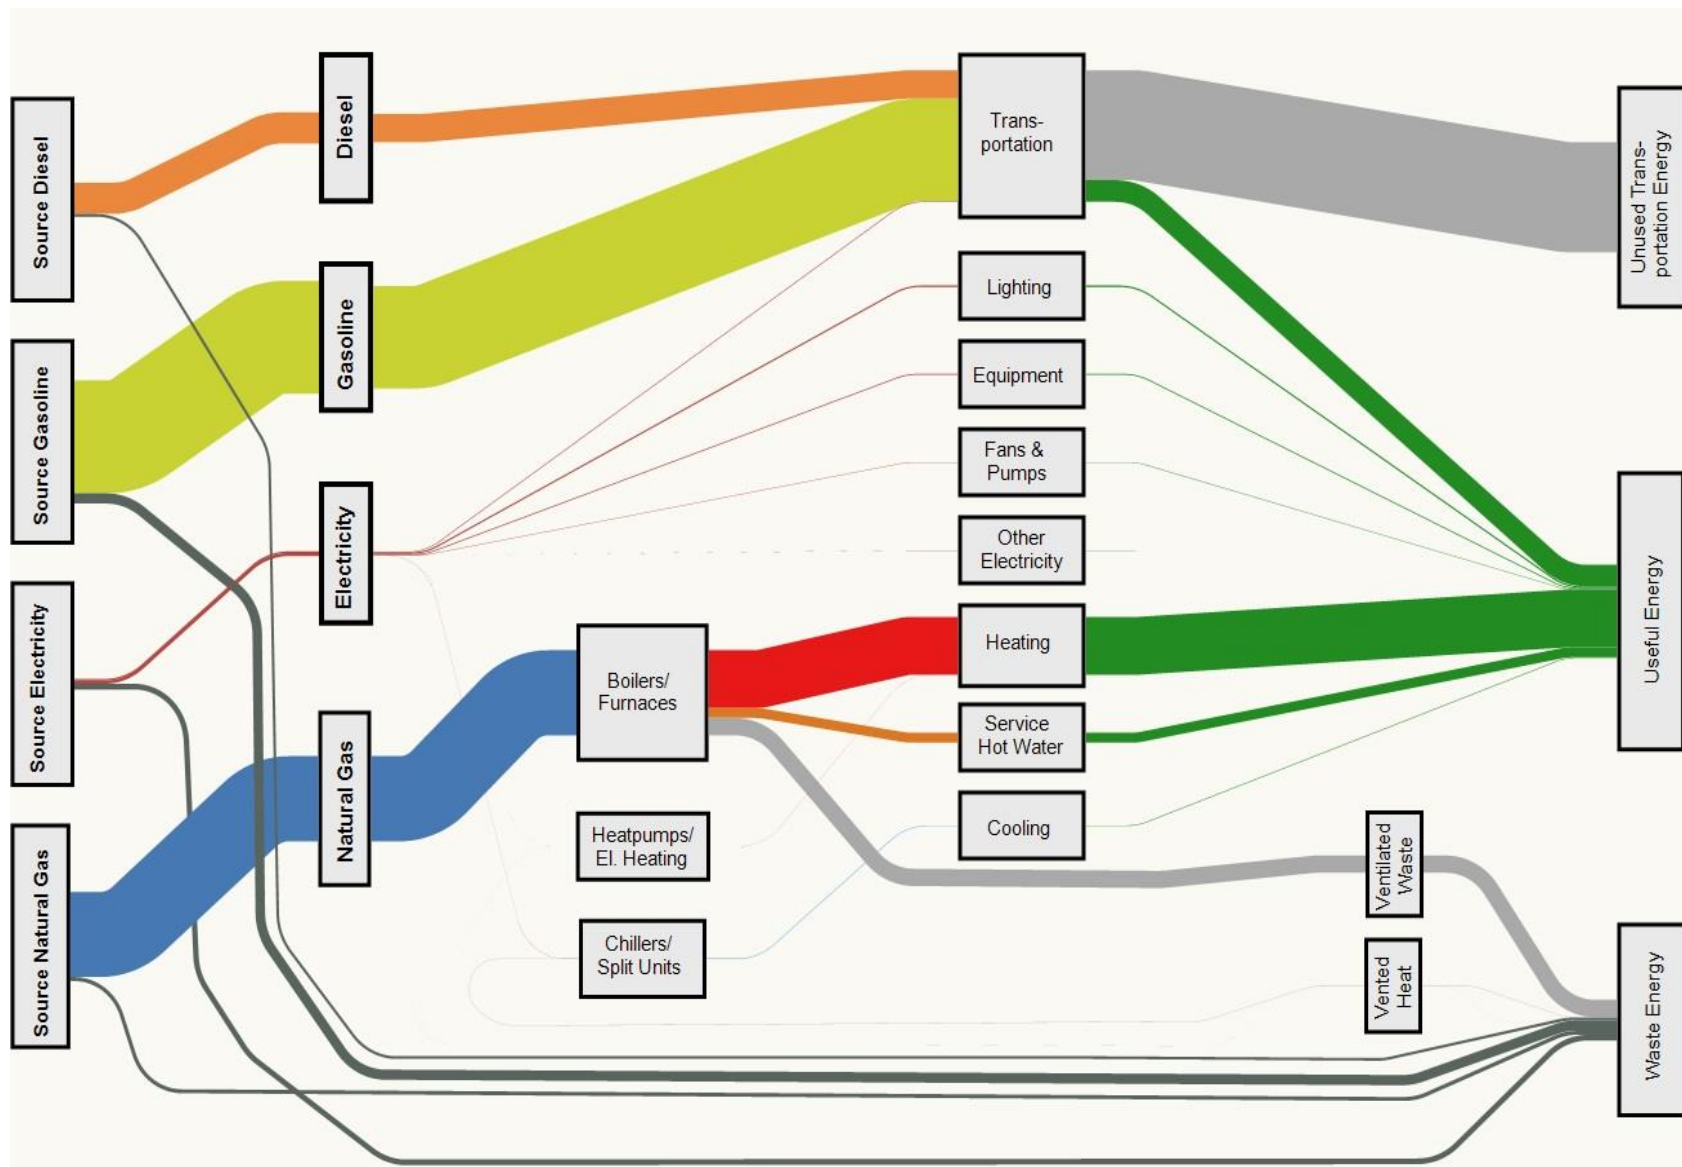 Source Diesel
Source Gasoline
Source Electricity
Source Natural Gas
Diesel
Gasoline
Electricity
Natural Gas
Boilers/
Furnaces
Heatpumps/
El. Heating
Chillers/
Split Units
Trans-
portation
Lighting
Equipment
Fans &
Pumps
Other
Electricity
Heating
Service
Hot Water
Cooling
Ventilated
Waste
Vented
Heat
Unused Trans-
portation Energy
Useful Energy
Waste Energy